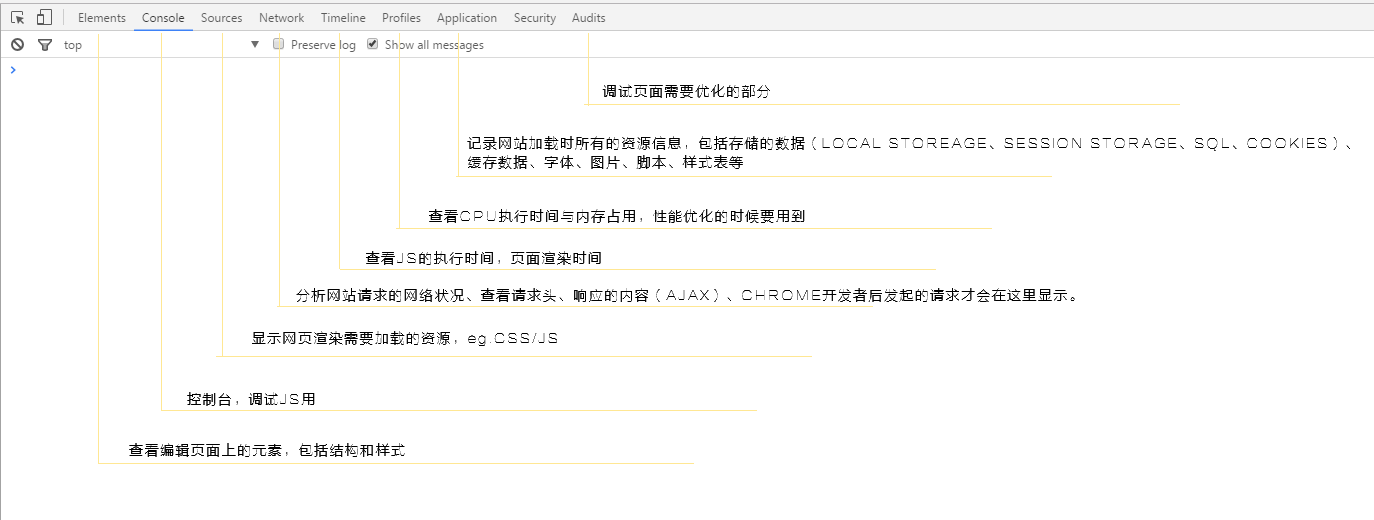 Elements Console Sources Network Timeline Profiles Application Security Audits
top Preserve log Show all messages
调试页面需要优化的部分
记录网站加载时所有的资源信息，包括存储的数据（LOCAL STOREAGE、SESSION STORAGE、SQL、COOKIES）、
缓存数据、字体、图片、脚本、样式表等
查看CPU执行时间与内存占用，性能优化的时候要用到
查看JS的执行时间，页面渲染时间
分析网站请求的网络状况、查看请求头、响应的内容（AJAX）、CHROME开发者后发起的请求才会在这里显示。
显示网页渲染需要加载的资源，eg.CSS/JS
控制台，调试JS用
查看编辑页面上的元素，包括结构和样式